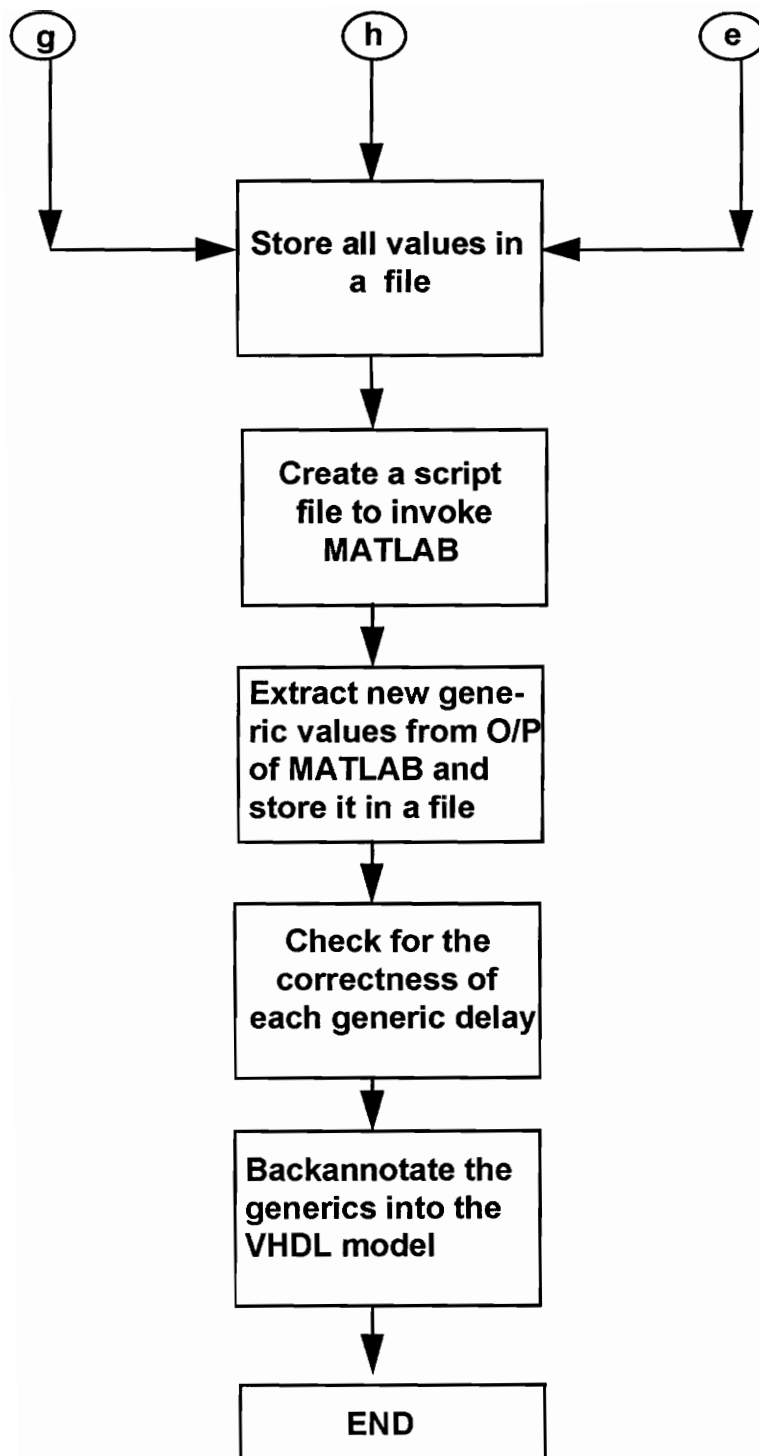 g
h
e
Store all values in
a file
Create a script
file to invoke
MATLAB
Extract new gene-
ric values from O/P
of MATLAB and
store it in a file
Check for the
correctness of
each generic delay
Backannotate the
generics into the
VHDL model
END